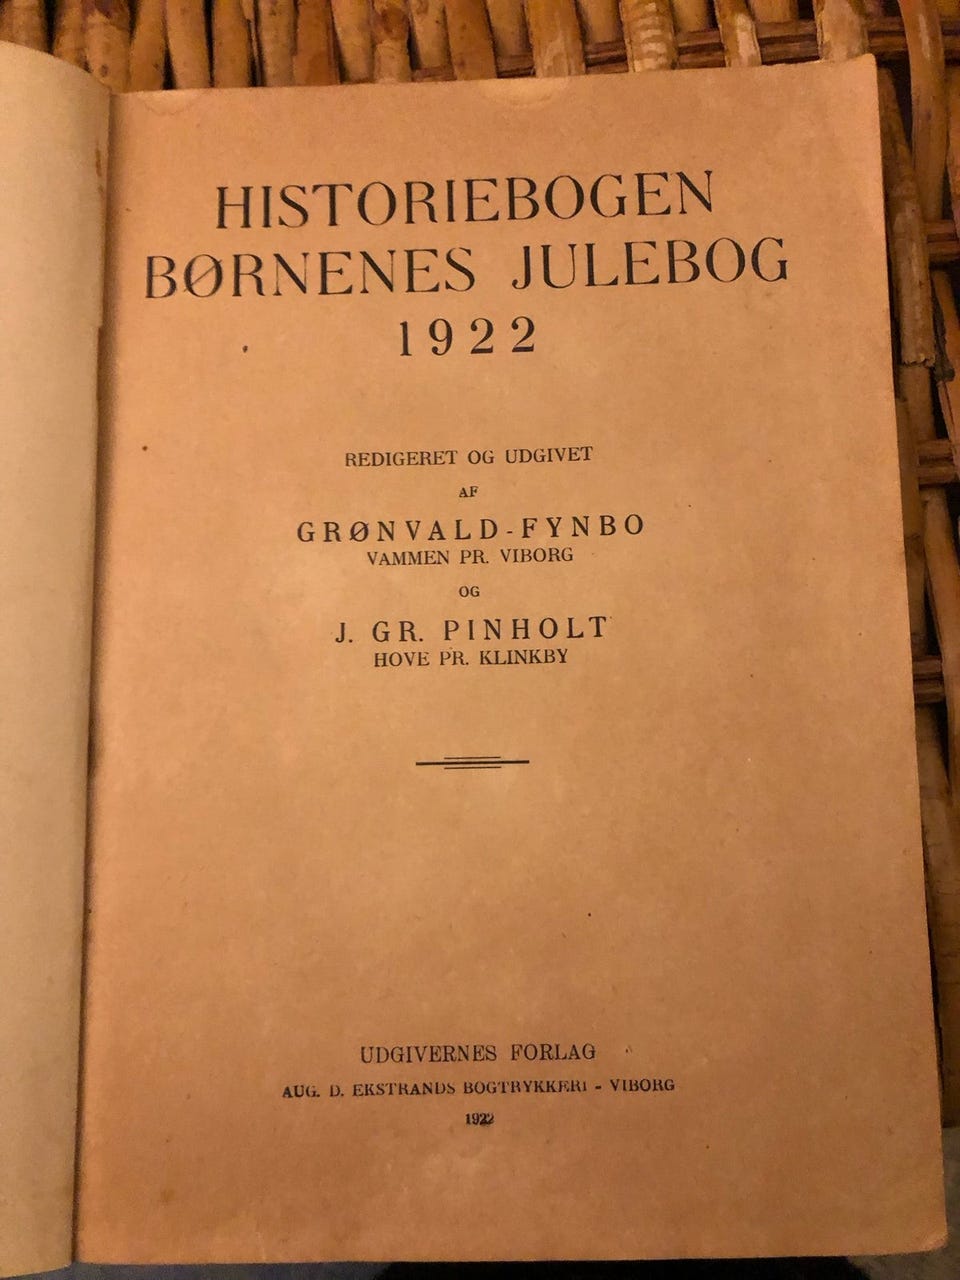 HISTORIEBOGEN
BØRNENES JULEBOG
1922
REDIGERET OG UDGIVET
AF
GRØNVALD-FYNBO
VAMMEN PR. VIBORG
OG
J. GR. PINHOLT
HOVE PR. KLINKBY
UDGIVERNES FORLAG
AUG. D. EKSTRANDS BOGTRYKKERI - VIBORG
1922